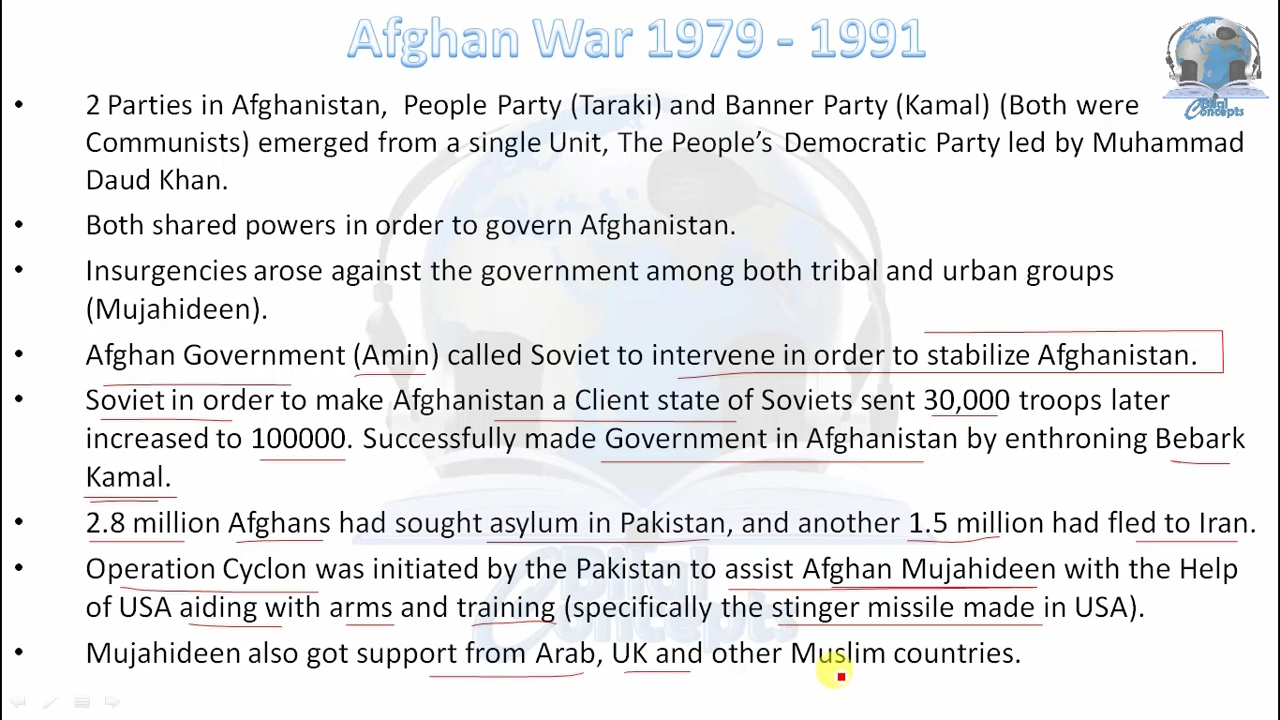 Afghan War 1979 - 1991
Bilal
Concepts
• 2 Parties in Afghanistan, People Party (Taraki) and Banner Party (Kamal) (Both were
Communists) emerged from a single Unit, The People's Democratic Party led by Muhammad
Daud Khan.
• Both shared powers in order to govern Afghanistan.
• Insurgencies arose against the government among both tribal and urban groups
(Mujahideen).
• Afghan Government (Amin) called Soviet to intervene in order to stabilize Afghanistan.
• Soviet in order to make Afghanistan a Client state of Soviets sent 30,000 troops later
increased to 100000. Successfully made Government in Afghanistan by enthroning Bebark
Kamal.
• 2.8 million Afghans had sought asylum in Pakistan, and another 1.5 million had fled to Iran.
• Operation Cyclon was initiated by the Pakistan to assist Afghan Mujahideen with the Help
of USA aiding with arms and training (specifically the stinger missile made in USA).
• Mujahideen also got support from Arab, UK and other Muslim countries.
Bilal
Concepts